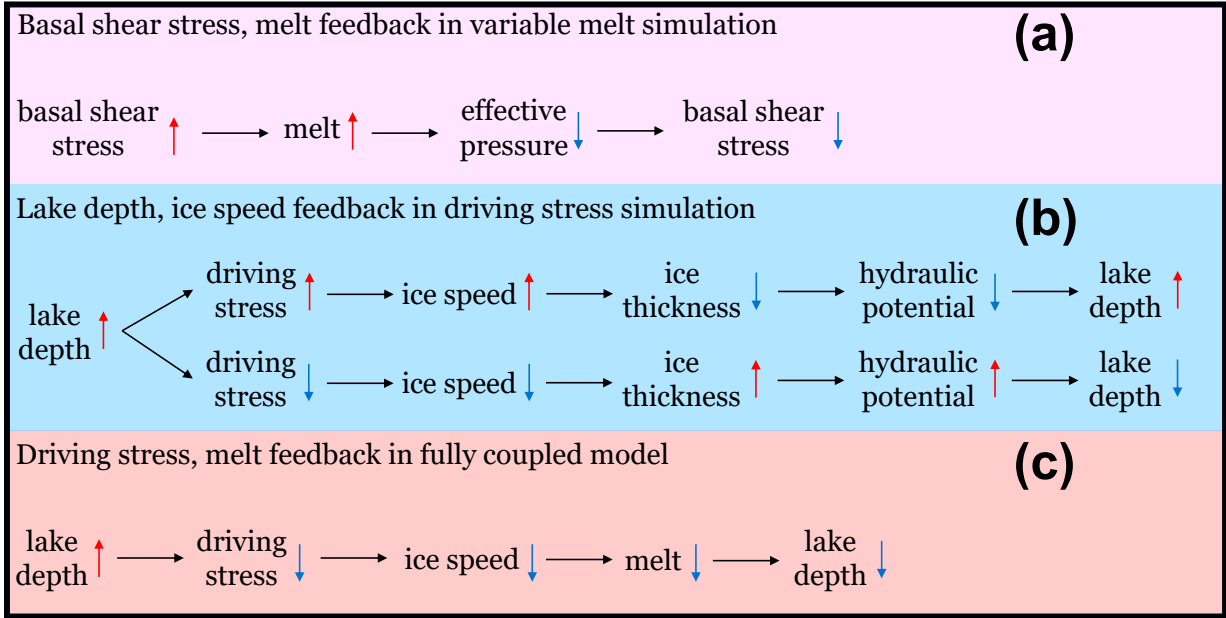 Basal shear stress, melt feedback in variable melt simulation
(a)
basal shear
stress
melt
effective
pressure
basal shear
stress
Lake depth, ice speed feedback in driving stress simulation
(b)
lake
depth
driving
stress
ice speed
ice
thickness
hydraulic
potential
lake
depth
driving
stress
ice speed
ice
thickness
hydraulic
potential
lake
depth
Driving stress, melt feedback in fully coupled model
(c)
lake
depth
driving
stress
ice speed
melt
lake
depth